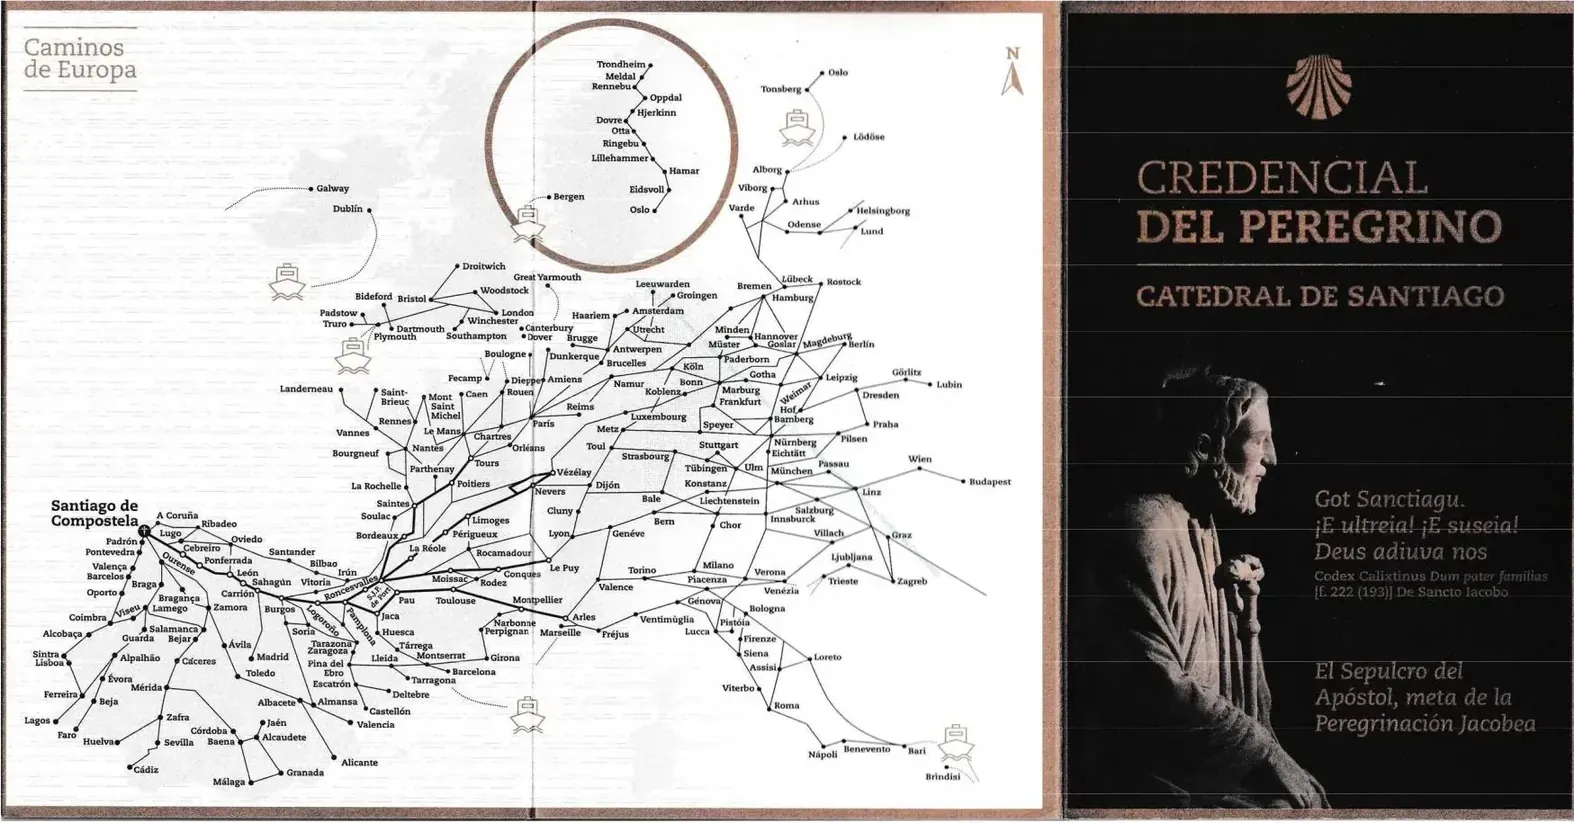 Caminos
de Europa
N
Trondheim
Meldal
Rennebu
Oppdal
Hjerkinn
Dovre
Otta
Ringebu
Lillehammer
Hamar
Eidsvoll
Oslo
Bergen
Oslo
Tonsberg
Lödöse
Alborg
Viborg
Arhus
Varde
Helsingborg
Odense
Lund
Galway
Dublín
Droitwich
Great Yarmouth
Woodstock
Bideford
Bristol
Padstow
London
Truro
Winchester
Dartmouth
Plymouth
Southampton
Canterbury
Dover
Brugge
Boulogne
Dunkerque
Leeuwarden
Groingen
Haariem
Amsterdam
Utrecht
Antwerpen
Brucelles
Bremen
Lübeck
Rostock
Hamburg
Minden
Hannover
Müster
Goslar
Magdeburg
Berlín
Paderborn
Köln
Gotha
Görlitz
Lubin
Bonn
Marburg
Weimar
Leipzig
Dresden
Namur
Koblenz
Frankfurt
Hof
Bamberg
Praha
Fecamp
Dieppe
Amiens
Landerneau
Saint-
Brieuc
Mont
Saint
Michel
Caen
Rouen
Reims
París
Luxembourg
Metz
Speyer
Nürnberg
Eichtätt
Pilsen
Rennes
Vannes
Le Mans
Chartres
Orléans
Toul
Stuttgart
Strasbourg
Tübingen
Ulm
München
Passau
Wien
Budapest
Bourgneuf
Nantes
Parthenay
Tours
Vézélay
Konstanz
Liechtenstein
Linz
La Rochelle
Poitiers
Nevers
Dijón
Bale
Salzburg
Innsburck
Saintes
Soulac
Cluny
Bern
Chor
Villach
Graz
Limoges
Périgueux
Bordeaux
Lyon
Genéve
La Réole
Rocamadour
Ljubljana
Conques
Le Puy
Moissac
Rodez
Torino
Milano
Verona
Trieste
Zagreb
Valence
Piacenza
Venézia
Santiago de
Compostela
A Coruña
Ribadeo
Lugo
Oviedo
Padrón
Cebreiro
Santander
Pontevedra
Ourense
Ponferrada
Bilbao
Valença
León
Irún
Barcelos
Braga
Sahagún
Vitoria
Roncesvalles
S.J.P.
de Port
Oporto
Bragança
Carrión
Pau
Toulouse
Montpellier
Arles
Génova
Bologna
Viseu
Lamego
Zamora
Burgos
Logoroño
Pamplona
Jaca
Narbonne
Perpignan
Marseille
Fréjus
Ventimiglia
Pistóia
Lucca
Firenze
Coimbra
Alcobaça
Salamanca
Guarda
Bejar
Soria
Huesca
Ávila
Tarazona
Zaragoza
Tárrega
Siena
Sintra
Lisboa
Alpalhão
Cáceres
Madrid
Pina del
Ebro
Lleida
Montserrat
Girona
Loreto
Assisi
Évora
Toledo
Escatrón
Tarragona
Barcelona
Mérida
Deltebre
Viterbo
Ferreira
Beja
Albacete
Almansa
Castellón
Roma
Lagos
Faro
Zafra
Valencia
Jaén
Córdoba
Huelva
Sevilla
Baena
Alcaudete
Nápoli
Benevento
Bari
Cádiz
Alicante
Granada
Málaga
Brindisi
CREDENCIAL
DEL PEREGRINO
CATEDRAL DE SANTIAGO
Got Sanctiagu.
¡E ultreia! ¡E suseia!
Deus adiuva nos
Codex Calixtinus Dum pater familias
[f. 222 (193)] De Sancto Iacobo
El Sepulcro del
Apóstol, meta de la
Peregrinación Jacobea